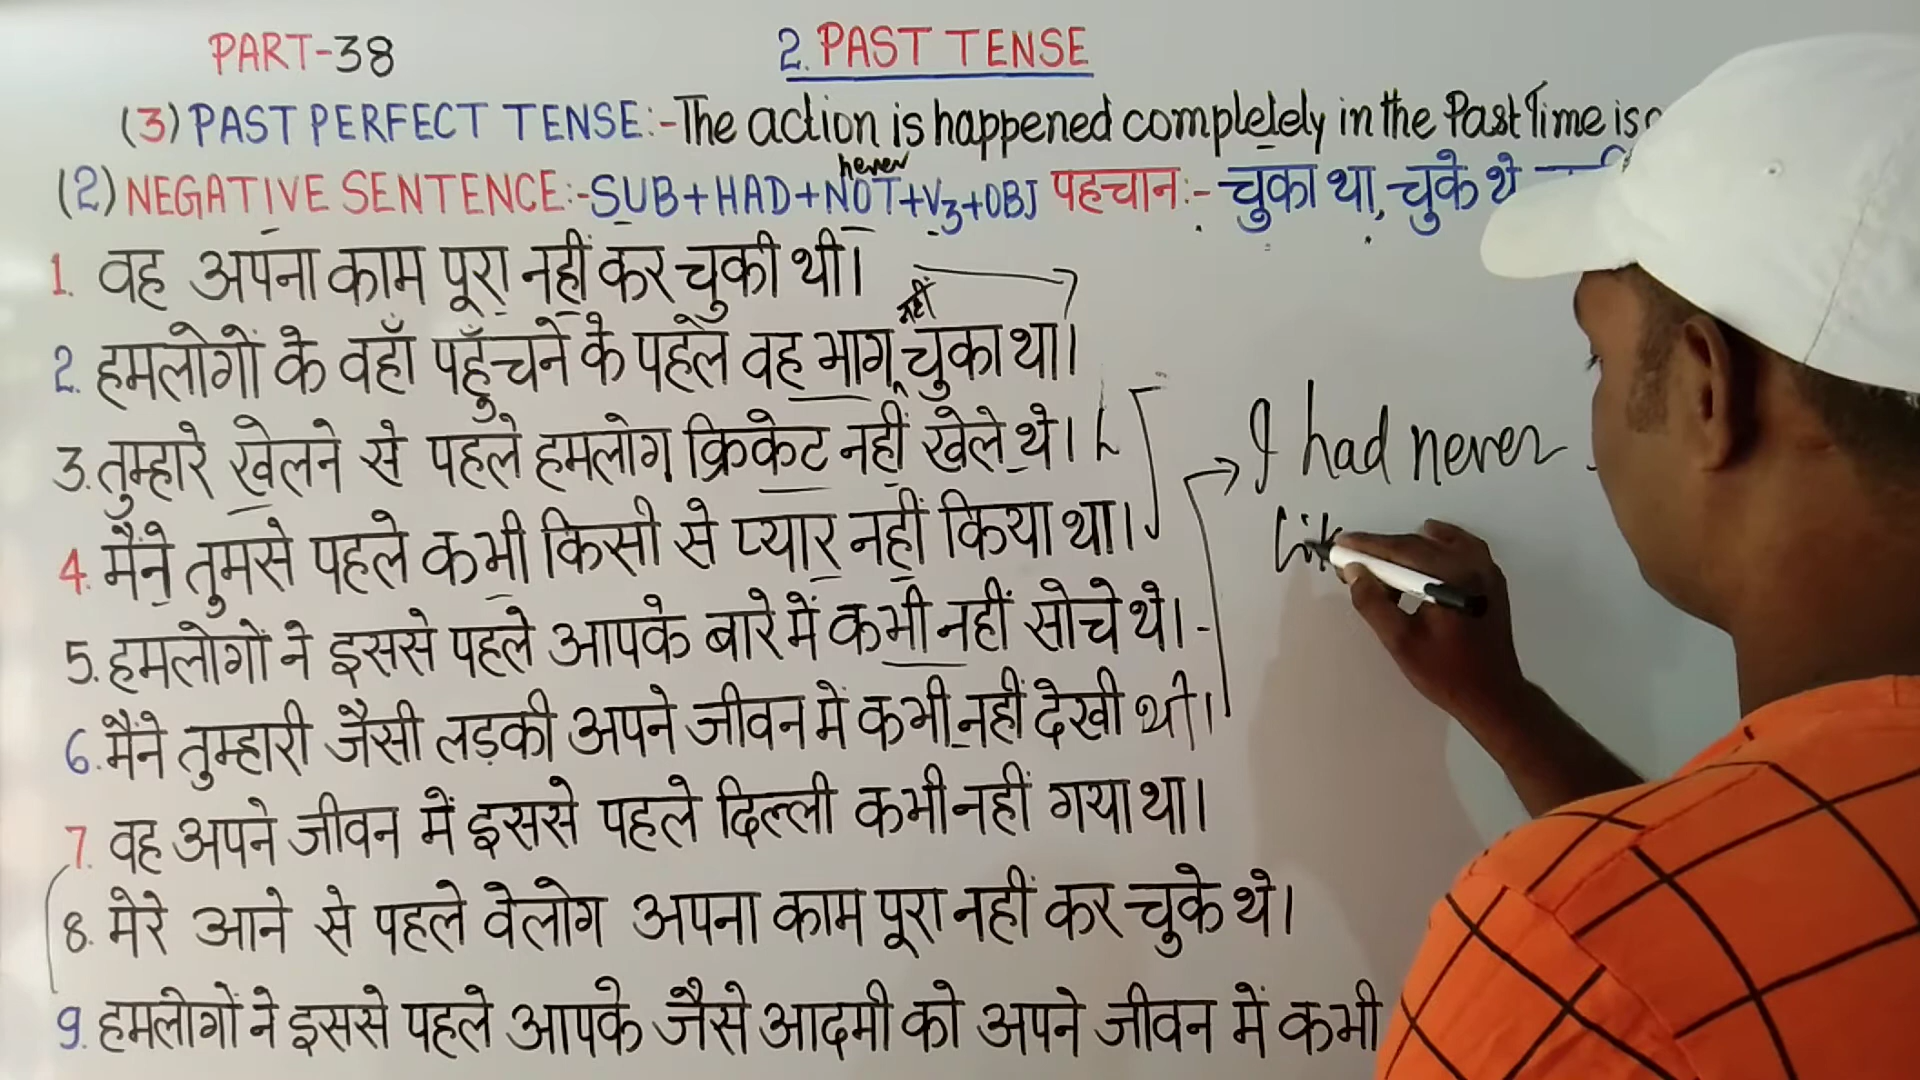 PART-38
2. PAST TENSE
(3) PAST PERFECT TENSE:- The action is happened completely in the Past Time is
never
(2) NEGATIVE SENTENCE:- SUB+HAD+NOT+V3+OBJ पहचान:- चुका था, चुके थे
1. वह अपना काम पूरा नहीं कर चुकी थी।
नहीं
2. हमलोगों के वहाँ पहुँचने के पहले वह भाग चुका था।
3. तुम्हारे खेलने से पहले हमलोग क्रिकेट नहीं खेले थे।
4. मैंने तुमसे पहले कभी किसी से प्यार नहीं किया था।
5. हमलोगों ने इससे पहले आपके बारे में कभी नहीं सोचे थे।
6. मैंने तुम्हारी जैसी लड़की अपने जीवन में कभी नहीं देखी थी।
7. वह अपने जीवन में इससे पहले दिल्ली कभी नहीं गया था।
8. मेरे आने से पहले वेलोग अपना काम पूरा नहीं कर चुके थे।
9. हमलोगों ने इससे पहले आपके जैसे आदमी को अपने जीवन में कभी
I had never